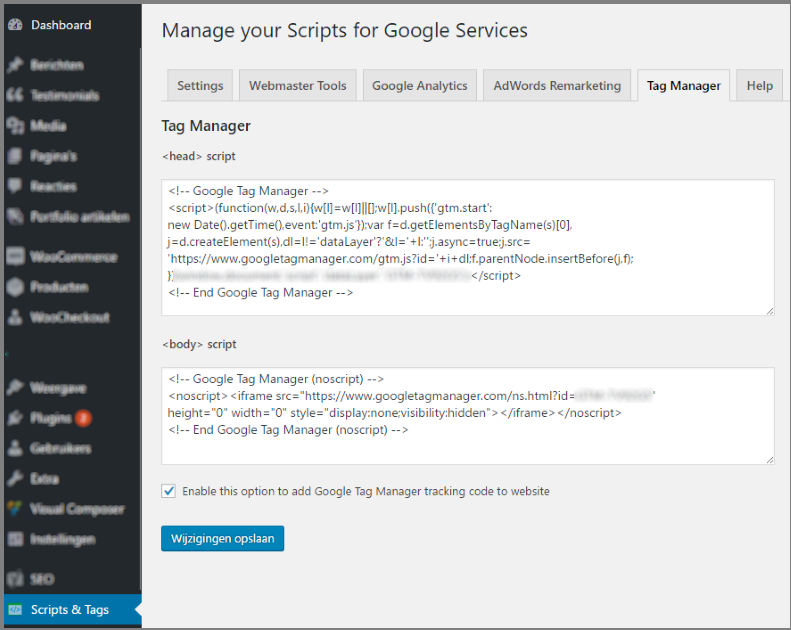 Dashboard
Berichten
Testimonials
Media
Pagina's
Reacties
Portfolio artikelen
WooCommerce
Producten
WooCheckout
Weergave
Plugins
Gebruikers
Extra
Visual Composer
Instellingen
SEO
Scripts & Tags
Manage your Scripts for Google Services
Settings Webmaster Tools Google Analytics AdWords Remarketing Tag Manager Help
Tag Manager
<head> script
<!-- Google Tag Manager -->
<script>(function(w,d,s,l,i){w[l]=w[l]||[];w[l].push({'gtm.start':
new Date().getTime(),event:'gtm.js'});var f=d.getElementsByTagName(s)[0],
j=d.createElement(s),dl=l!='dataLayer'?'&l='+l:'';j.async=true;j.src=
'https://www.googletagmanager.com/gtm.js?id='+i+dl;f.parentNode.insertBefore(j,f);
})</script>
<!-- End Google Tag Manager -->
<body> script
<!-- Google Tag Manager (noscript) -->
<noscript><iframe src="https://www.googletagmanager.com/ns.html?id="
height="0" width="0" style="display:none;visibility:hidden"></iframe></noscript>
<!-- End Google Tag Manager (noscript) -->
Enable this option to add Google Tag Manager tracking code to website
Wijzigingen opslaan